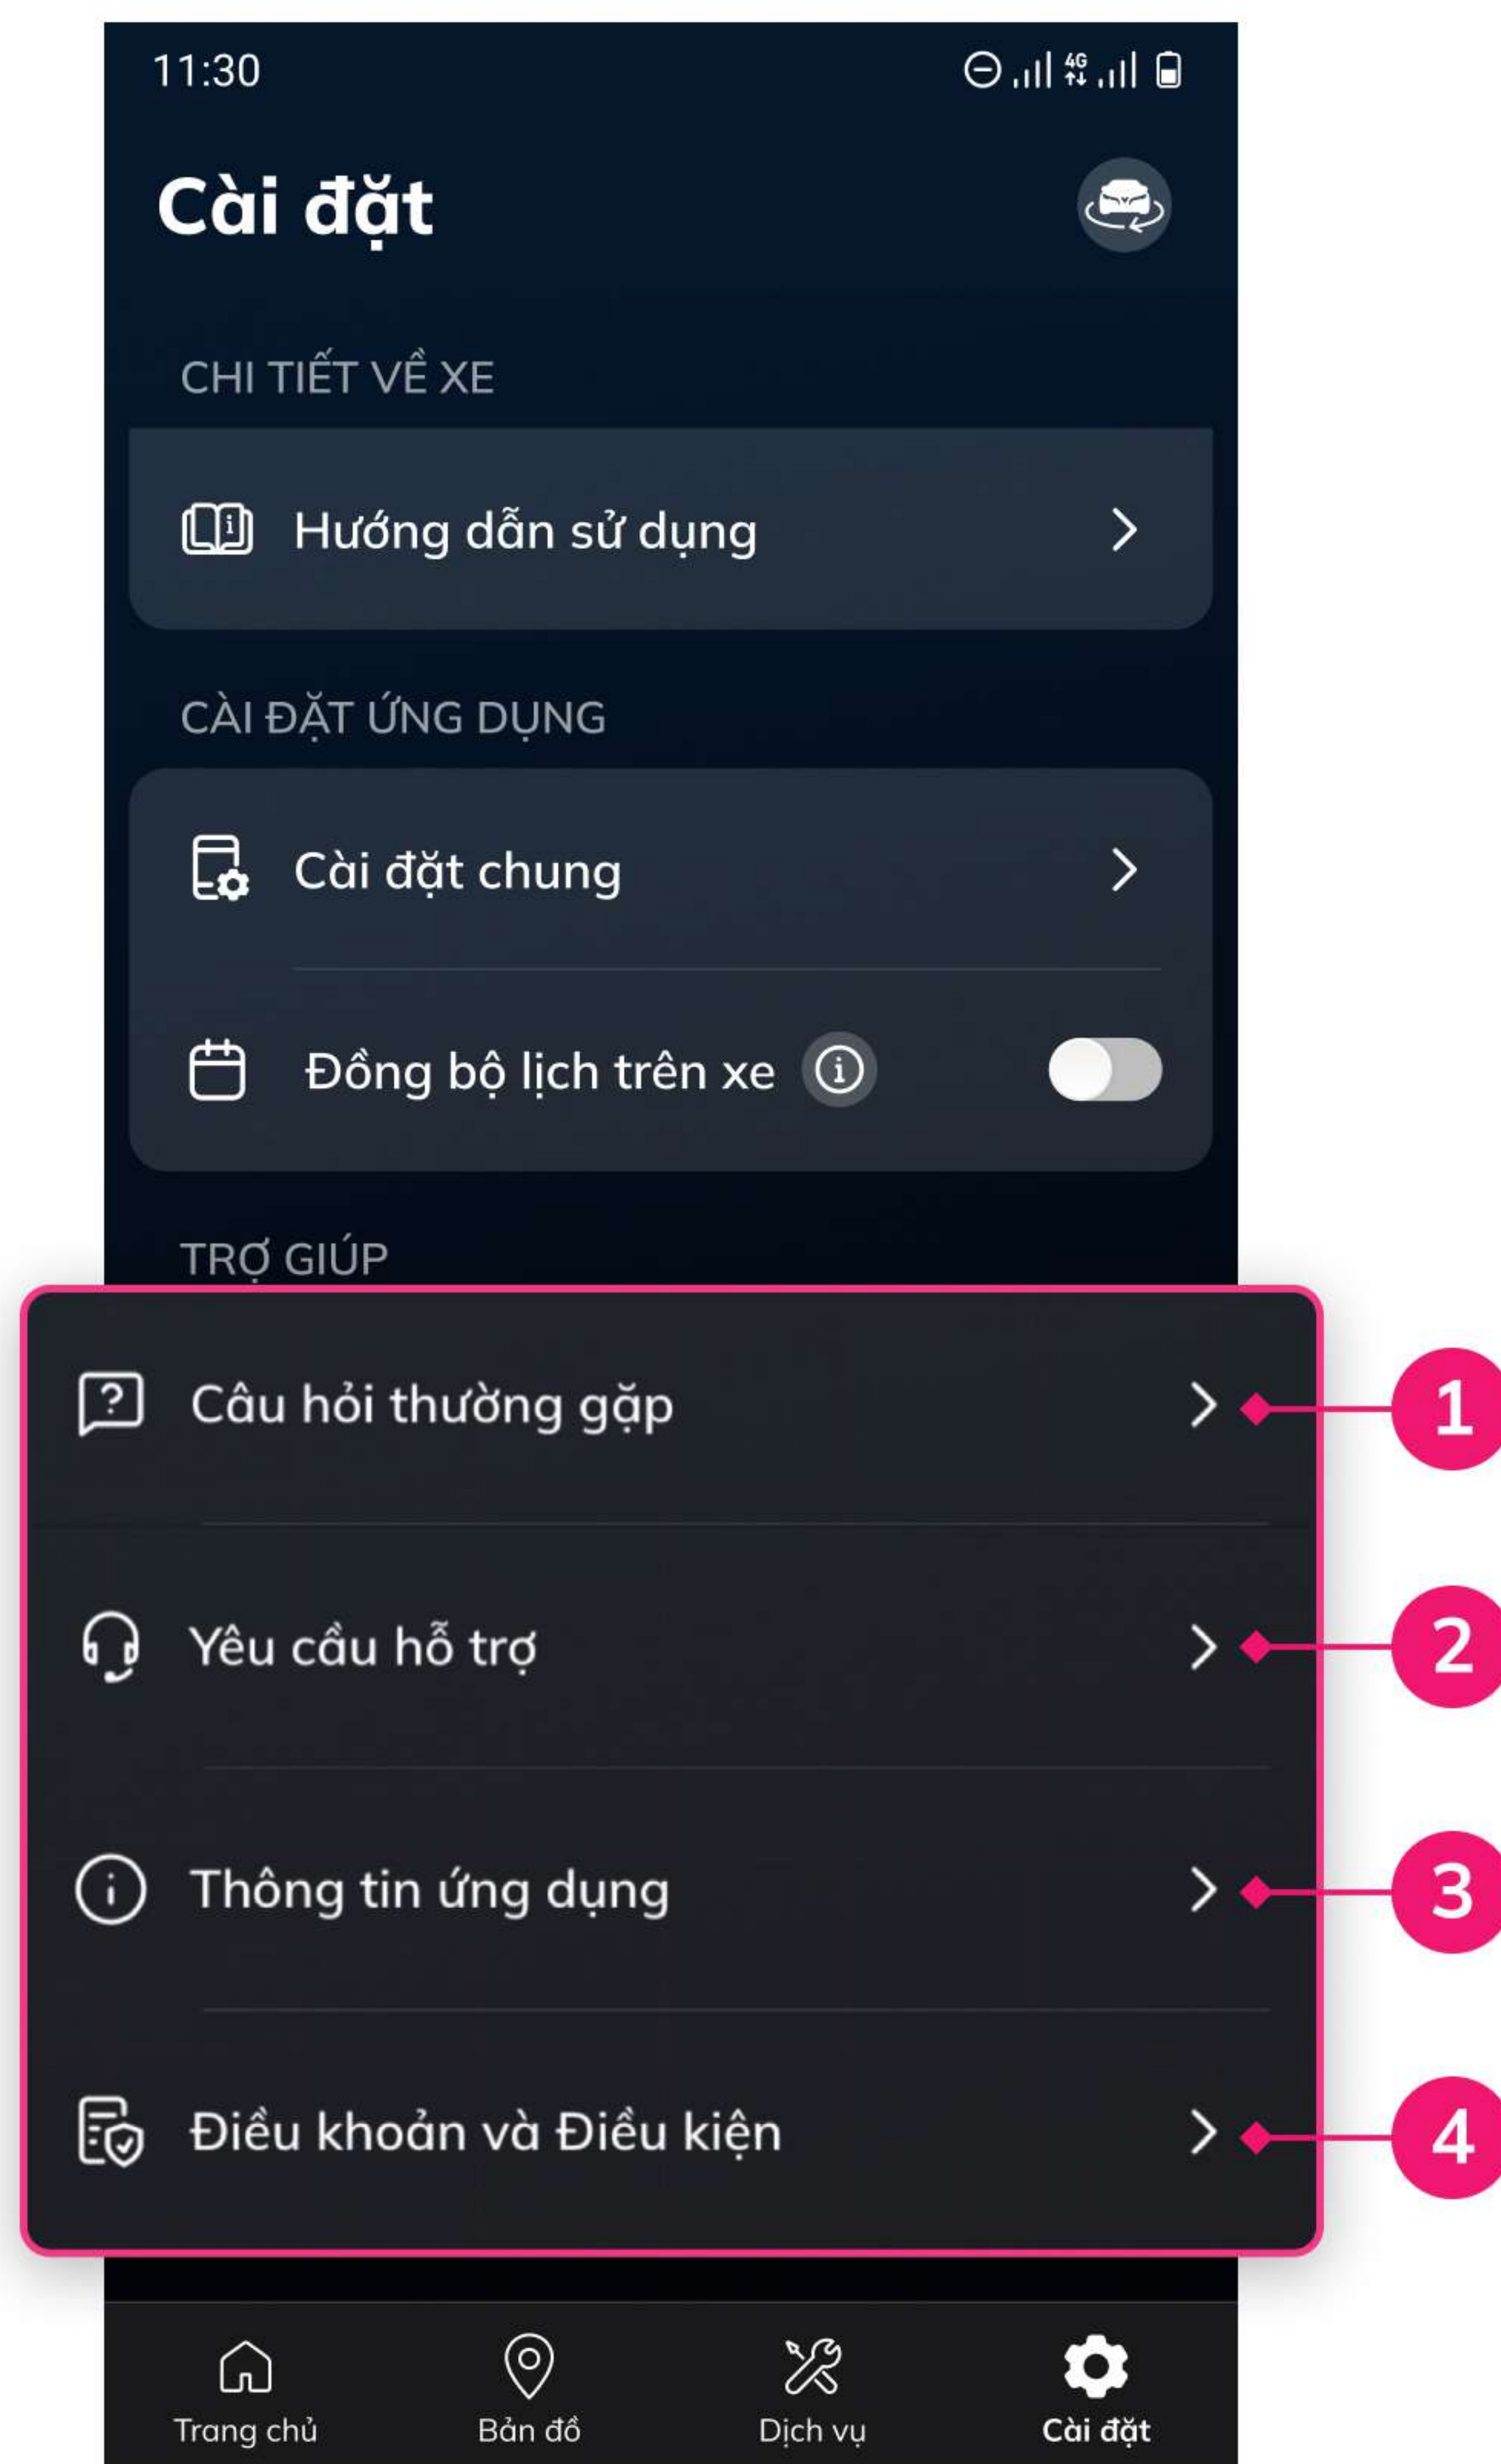 11:30
4G
Cài đặt
CHI TIẾT VỀ XE
Hướng dẫn sử dụng
CÀI ĐẶT ỨNG DỤNG
Cài đặt chung
Đồng bộ lịch trên xe
TRỢ GIÚP
Câu hỏi thường gặp
1
Yêu cầu hỗ trợ
2
Thông tin ứng dụng
3
Điều khoản và Điều kiện
4
Trang chủ
Bản đồ
Dịch vụ
Cài đặt